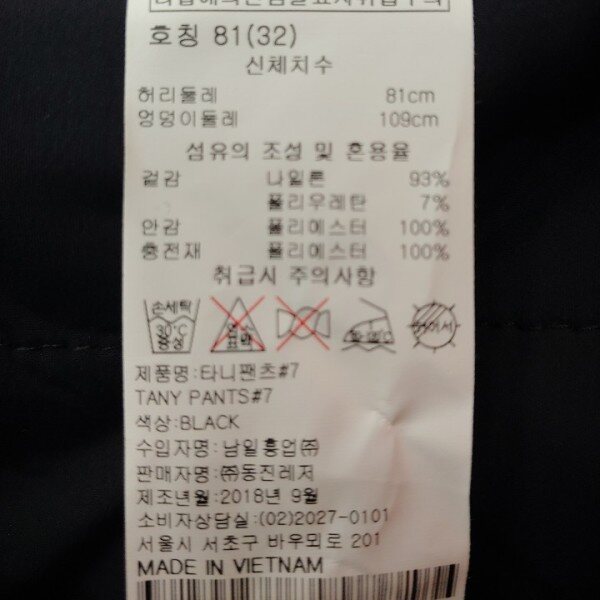 호칭 81(32)
신체치수
허리둘레 81cm
엉덩이둘레 109cm
섬유의 조성 및 혼용율
겉감 나일론 93%
폴리우레탄 7%
안감 폴리에스터 100%
충전재 폴리에스터 100%
취급시 주의사항
손세탁
30℃
중성
제품명:타니팬츠#7
TANY PANTS#7
색상:BLACK
수입자명:남일흥업㈜
판매자명:㈜동진레저
제조년월:2018년 9월
소비자상담실:(02)2027-0101
서울시 서초구 바우뫼로 201
MADE IN VIETNAM